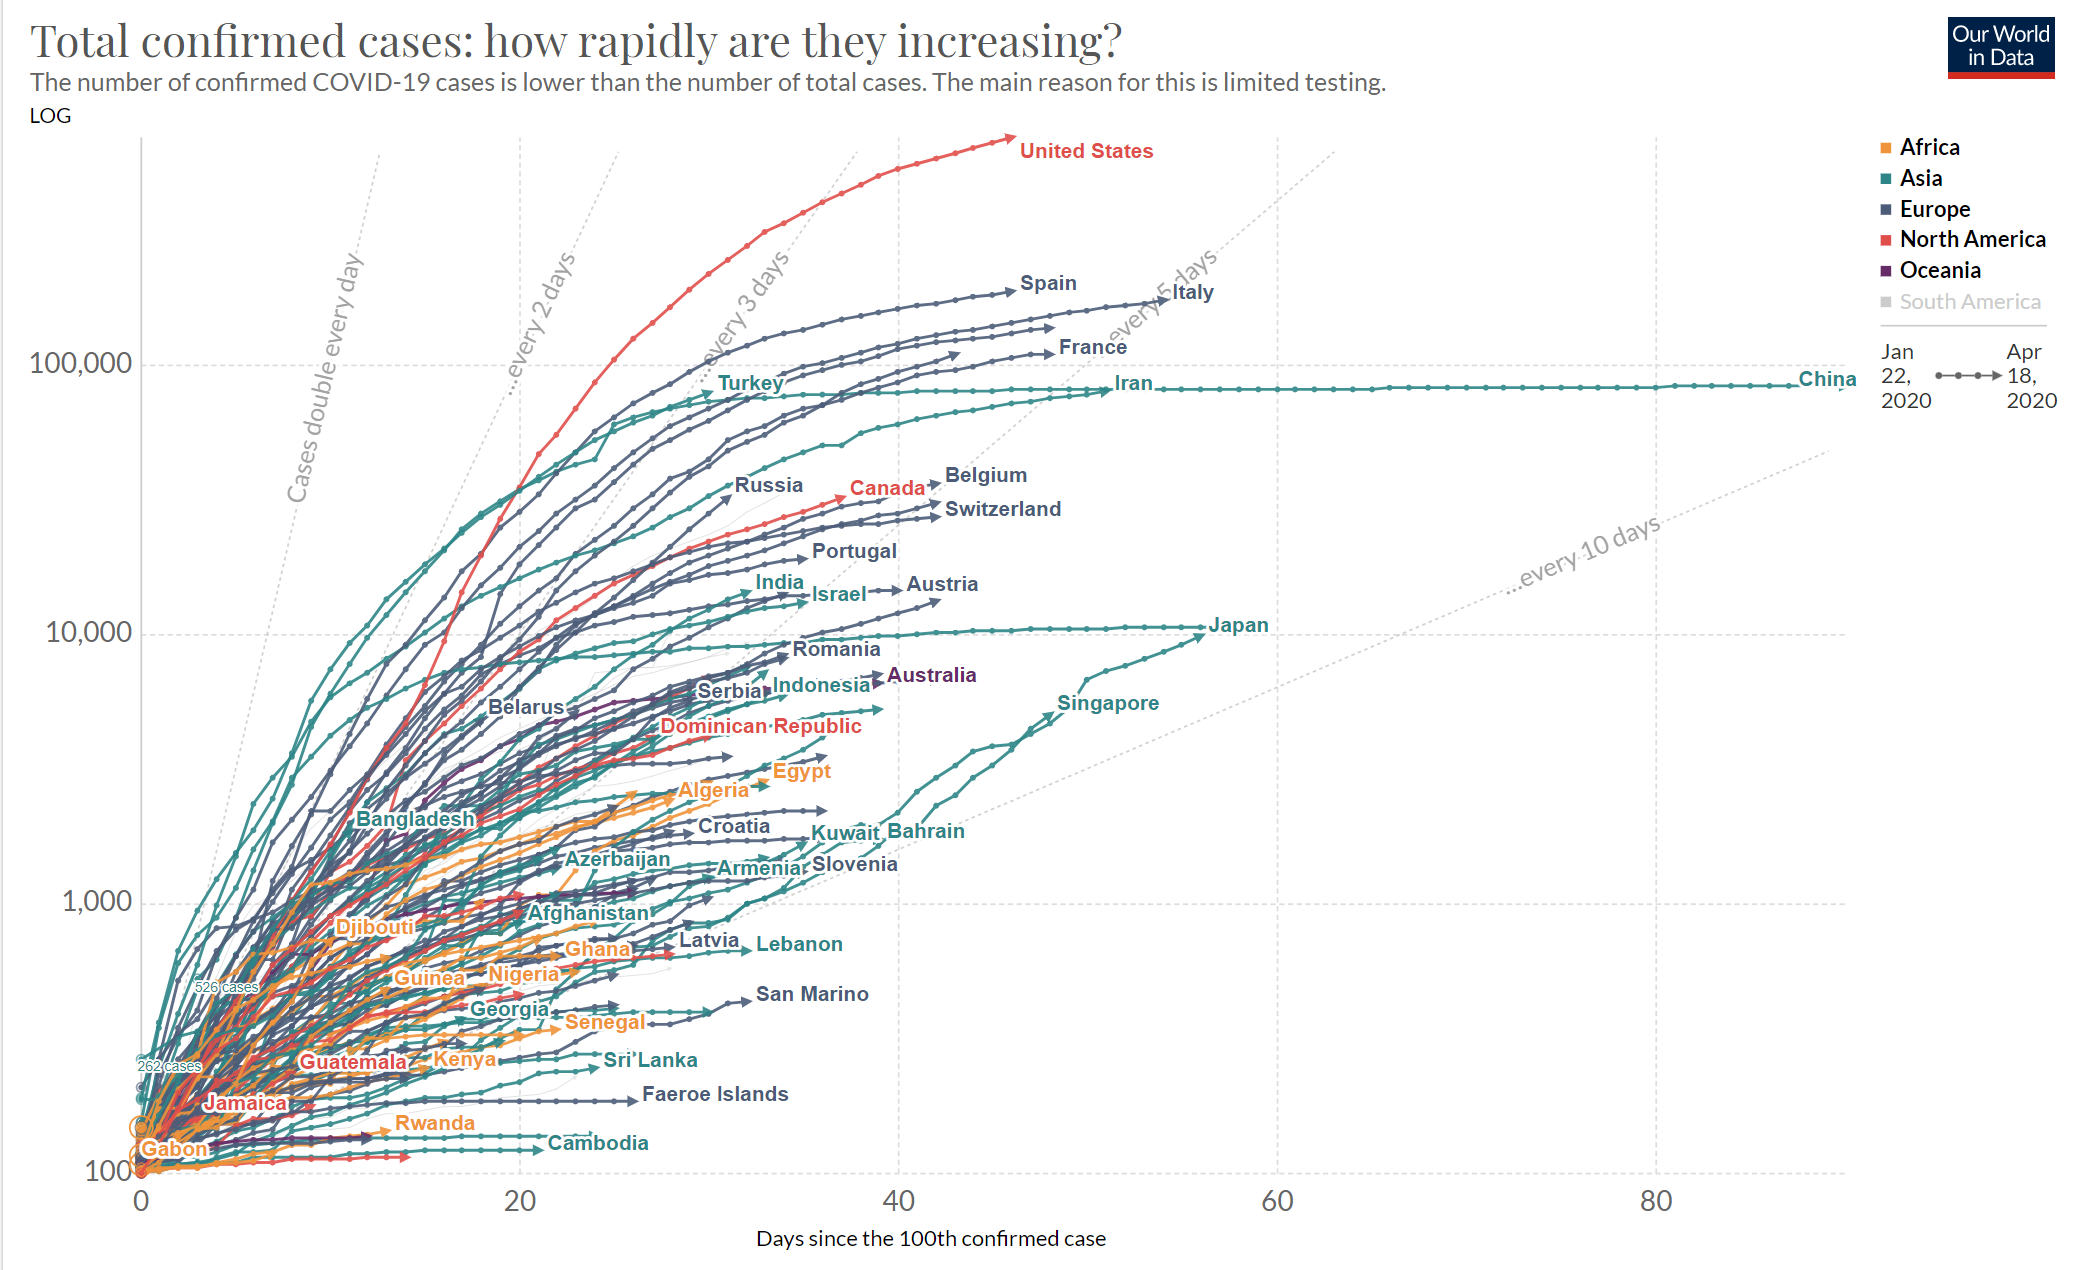 Total confirmed cases: how rapidly are they increasing?
The number of confirmed COVID-19 cases is lower than the number of total cases. The main reason for this is limited testing.
LOG
Our World
in Data
100,000
10,000
1,000
100
0
20
40
60
80
Days since the 100th confirmed case
Cases double every day
...every 2 days
...every 3 days
...every 5 days
...every 10 days
United States
Spain
Italy
France
Turkey
Iran
China
Russia
Canada
Belgium
Switzerland
Portugal
India
Israel
Austria
Japan
Romania
Australia
Serbia
Indonesia
Belarus
Singapore
Dominican Republic
Egypt
Algeria
Bangladesh
Croatia
Kuwait
Bahrain
Azerbaijan
Armenia
Slovenia
Afghanistan
Djibouti
Ghana
Latvia
Lebanon
Guinea
Nigeria
526 cases
San Marino
Georgia
Senegal
262 cases
Guatemala
Kenya
Sri Lanka
Faeroe Islands
Jamaica
Rwanda
Gabon
Cambodia
Africa
Asia
Europe
North America
Oceania
South America
Jan
22,
2020
Apr
18,
2020